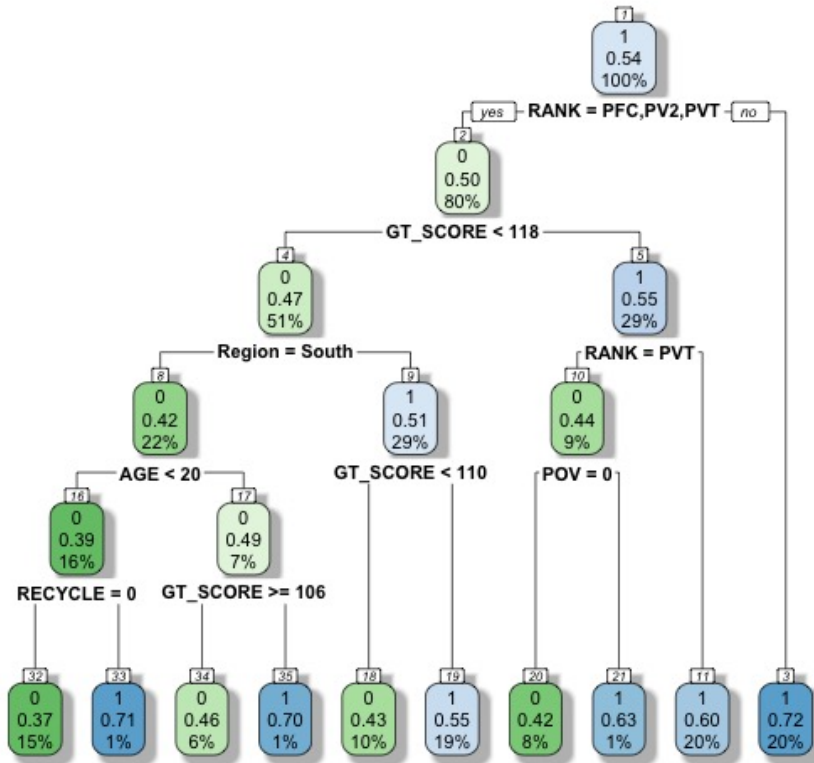 1
1
0.54
100%
yes RANK = PFC,PV2,PVT no
2
0
0.50
80%
GT_SCORE < 118
4 5
0 1
0.47 0.55
51% 29%
Region = South RANK = PVT
8 9 10
0 1 0
0.42 0.51 0.44
22% 29% 9%
AGE < 20 GT_SCORE < 110 POV = 0
16 17
0 0
0.39 0.49
16% 7%
RECYCLE = 0 GT_SCORE >= 106
32 33 34 35 18 19 20 21 11 3
0 1 0 1 0 1 0 1 1 1
0.37 0.71 0.46 0.70 0.43 0.55 0.42 0.63 0.60 0.72
15% 1% 6% 1% 10% 19% 8% 1% 20% 20%